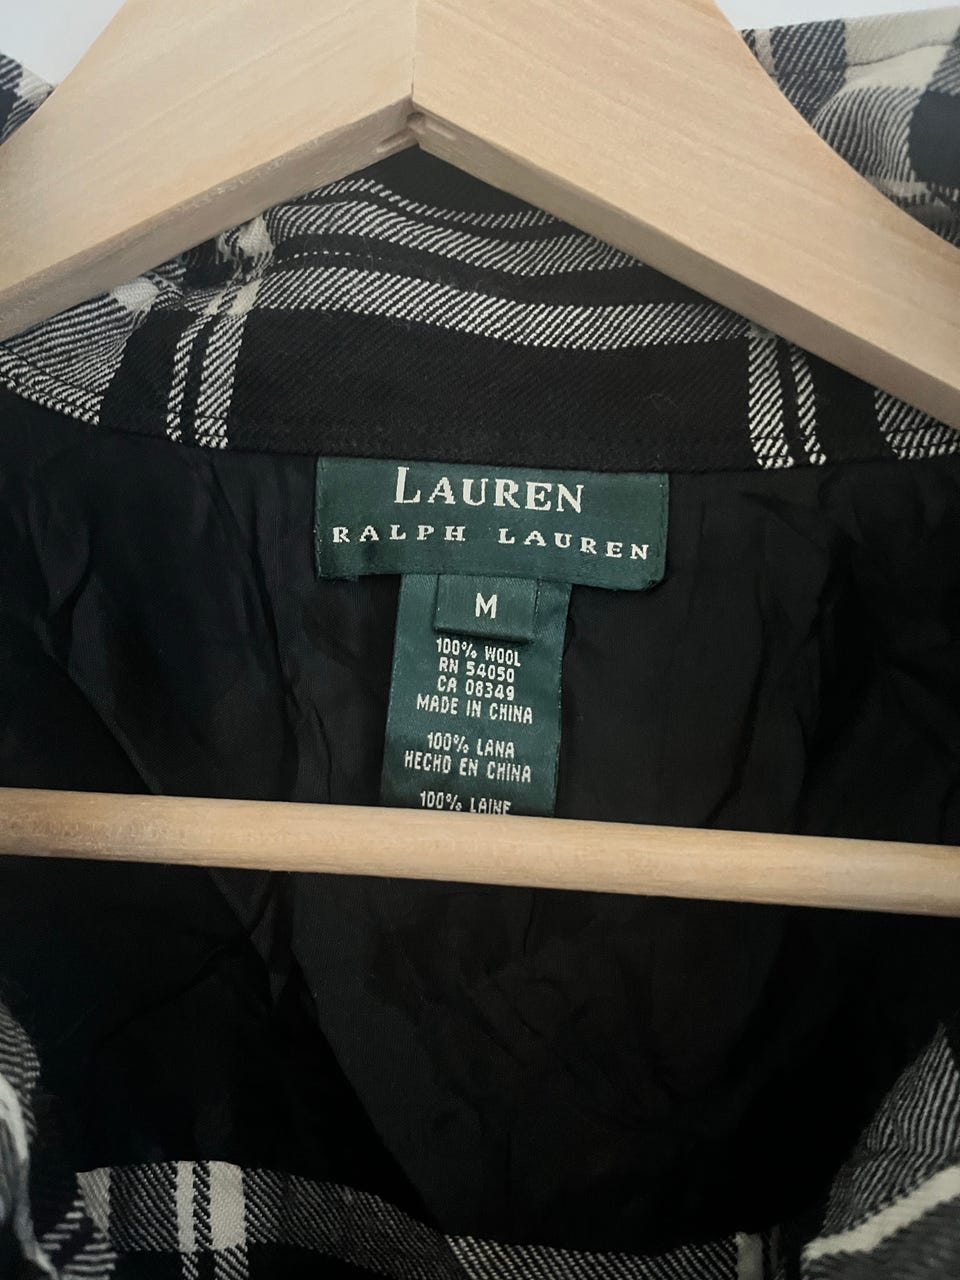 LAUREN
RALPH LAUREN
M
100% WOOL
RN 54050
CA 08349
MADE IN CHINA
100% LANA
HECHO EN CHINA
100% LAINE